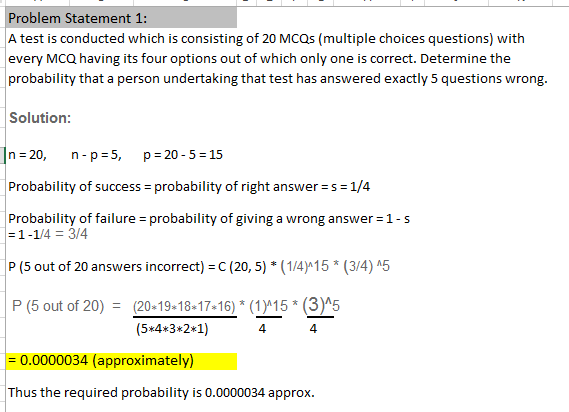 Problem Statement 1:
A test is conducted which is consisting of 20 MCQs (multiple choices questions) with
every MCQ having its four options out of which only one is correct. Determine the
probability that a person undertaking that test has answered exactly 5 questions wrong.
Solution:
n = 20, n - p = 5, p = 20 - 5 = 15
Probability of success = probability of right answer = s = 1/4
Probability of failure = probability of giving a wrong answer = 1 - s
= 1 -1/4 = 3/4
P (5 out of 20 answers incorrect) = C (20, 5) * (1/4)^15 * (3/4) ^5
P (5 out of 20) = (20*19*18*17*16) * (1)^15 * (3)^5
(5*4*3*2*1) 4 4
= 0.0000034 (approximately)
Thus the required probability is 0.0000034 approx.